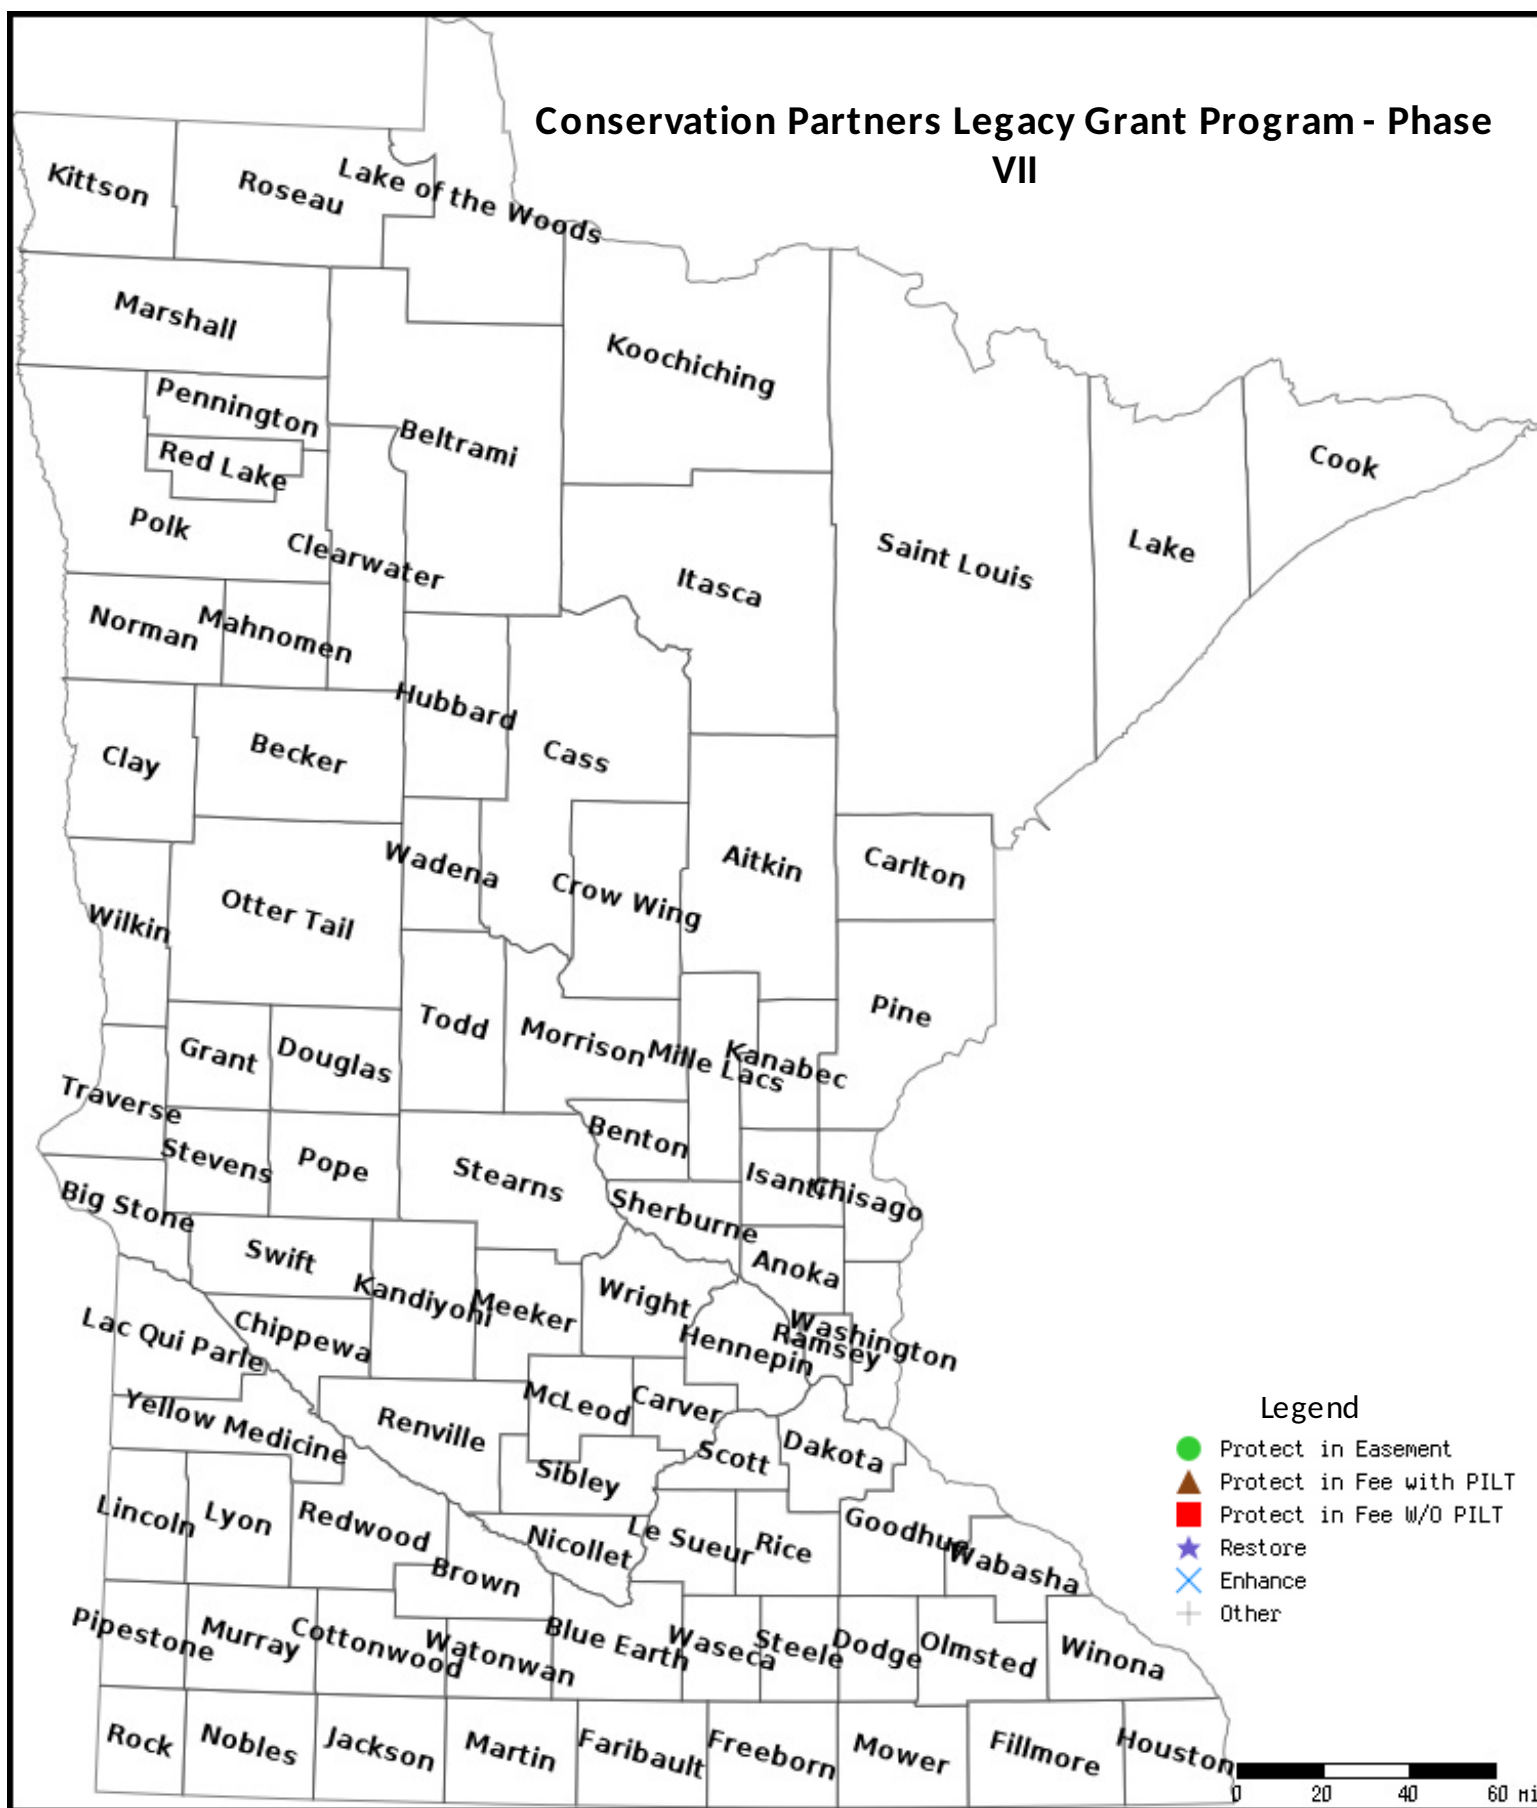 Conservation Partners Legacy Grant Program - Phase
VII
Kittson
Roseau
Lake of the Woods
Marshall
Koochiching
Pennington
Beltrami
Red Lake
Cook
Polk
Clearwater
Saint Louis
Lake
Itasca
Norman
Mahnomen
Hubbard
Clay
Becker
Cass
Wadena
Aitkin
Carlton
Crow Wing
Otter Tail
Wilkin
Todd
Morrison
Pine
Grant
Douglas
Mille Lacs
Kanabec
Traverse
Benton
Stevens
Pope
Stearns
Isanti
Chisago
Big Stone
Sherburne
Swift
Anoka
Kandiyohi
Meeker
Wright
Lac Qui Parle
Chippewa
Hennepin
Ramsey
Washington
McLeod
Carver
Yellow Medicine
Renville
Scott
Dakota
Sibley
Lincoln
Lyon
Redwood
Nicollet
Le Sueur
Rice
Goodhue
Wabasha
Brown
Pipestone
Murray
Cottonwood
Watonwan
Blue Earth
Waseca
Steele
Dodge
Olmsted
Winona
Rock
Nobles
Jackson
Martin
Faribault
Freeborn
Mower
Fillmore
Houston
Legend
Protect in Easement
Protect in Fee with PILT
Protect in Fee W/O PILT
Restore
Enhance
Other
0 20 40 60 Mi